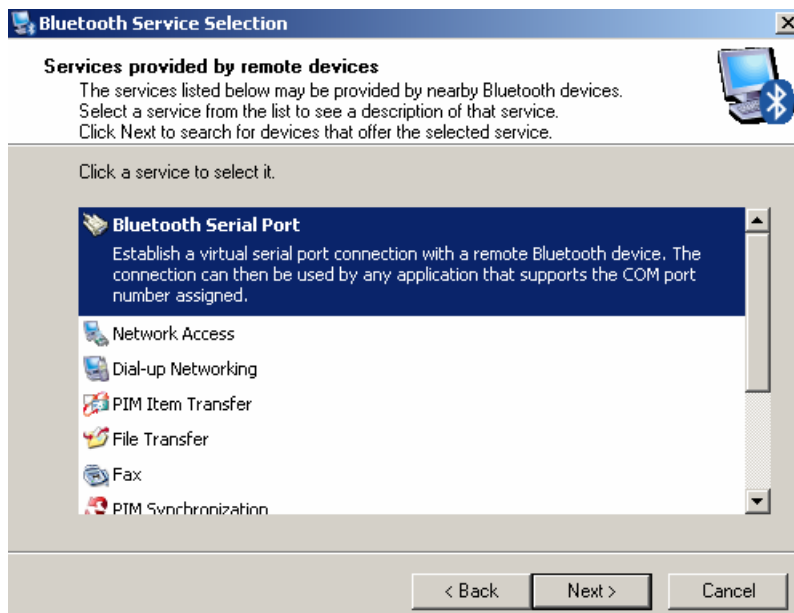 Bluetooth Service Selection
Services provided by remote devices
The services listed below may be provided by nearby Bluetooth devices.
Select a service from the list to see a description of that service.
Click Next to search for devices that offer the selected service.
Click a service to select it.
Bluetooth Serial Port
Establish a virtual serial port connection with a remote Bluetooth device. The
connection can then be used by any application that supports the COM port
number assigned.
Network Access
Dial-up Networking
PIM Item Transfer
File Transfer
Fax
PIM Synchronization
< Back Next > Cancel